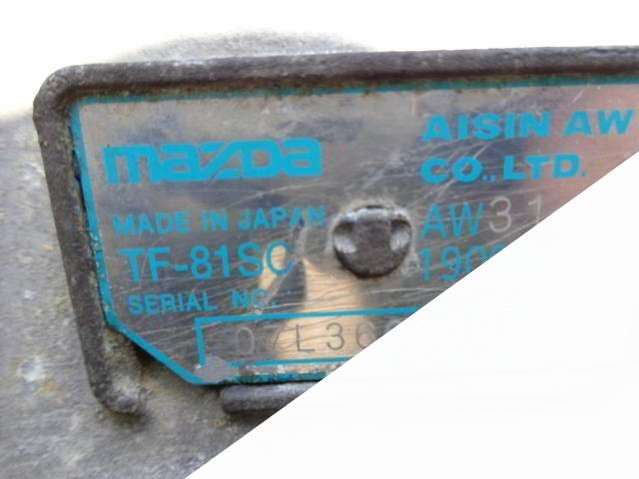 mazda
AISIN AW
CO.,LTD.
MADE IN JAPAN
AW31
TF-81SC
SERIAL NO.